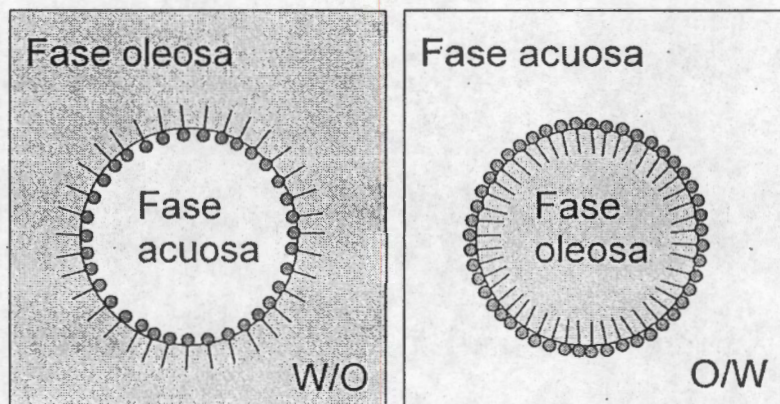 Fase oleosa
Fase
acuosa
W/O
Fase acuosa
Fase
oleosa
O/W